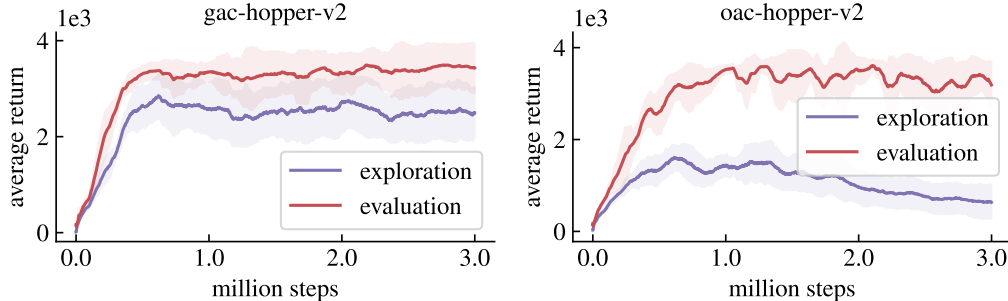 gac-hopper-v2
1e3
average return
4
2
0
0.0 1.0 2.0 3.0
million steps
exploration
evaluation
oac-hopper-v2
1e3
average return
4
2
0
0.0 1.0 2.0 3.0
million steps
exploration
evaluation